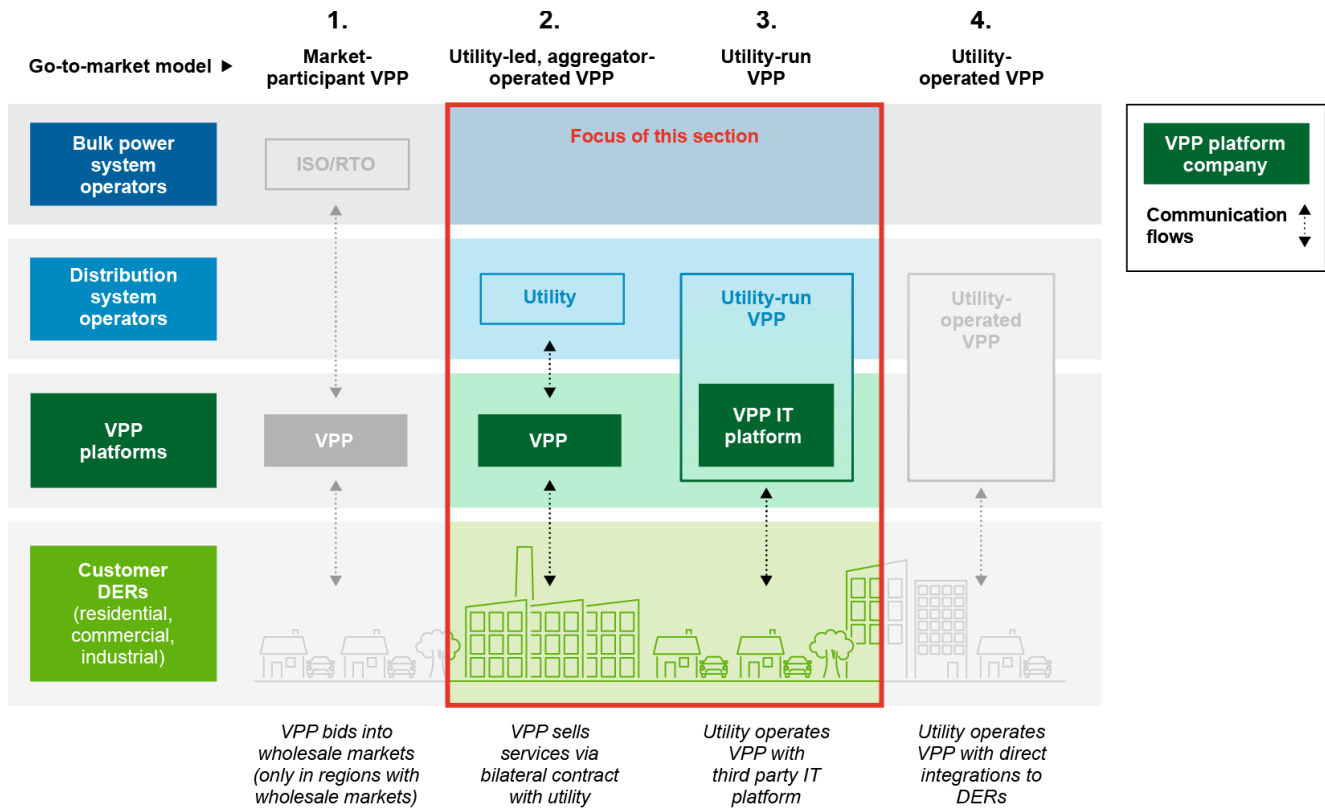 1.
2.
3.
4.
Go-to-market model ▶
Market-
participant VPP
Utility-led, aggregator-
operated VPP
Utility-run
VPP
Utility-
operated VPP
Bulk power
system
operators
ISO/RTO
Focus of this section
VPP platform
company
Communication
flows
Distribution
system
operators
Utility
Utility-run
VPP
Utility-
operated
VPP
VPP
platforms
VPP
VPP
VPP IT
platform
Customer
DERs
(residential,
commercial,
industrial)
VPP bids into
wholesale markets
(only in regions with
wholesale markets)
VPP sells
services via
bilateral contract
with utility
Utility operates
VPP with
third party IT
platform
Utility operates
VPP with direct
integrations to
DERs